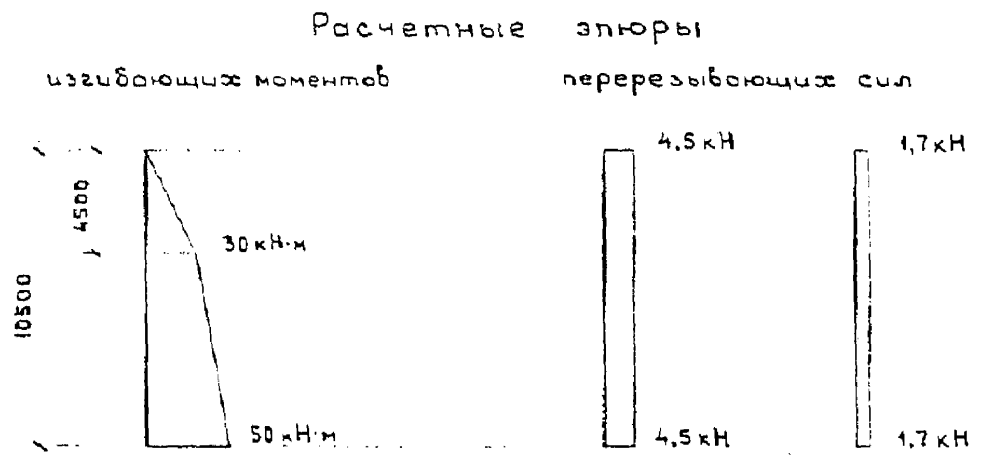 Расчетные эпюры
изгибающих моментов
перерезывающих сил
4.5 кН
1,7 кН
4500
30 кН·м
10500
50 кН·м
4.5 кН
1,7 кН